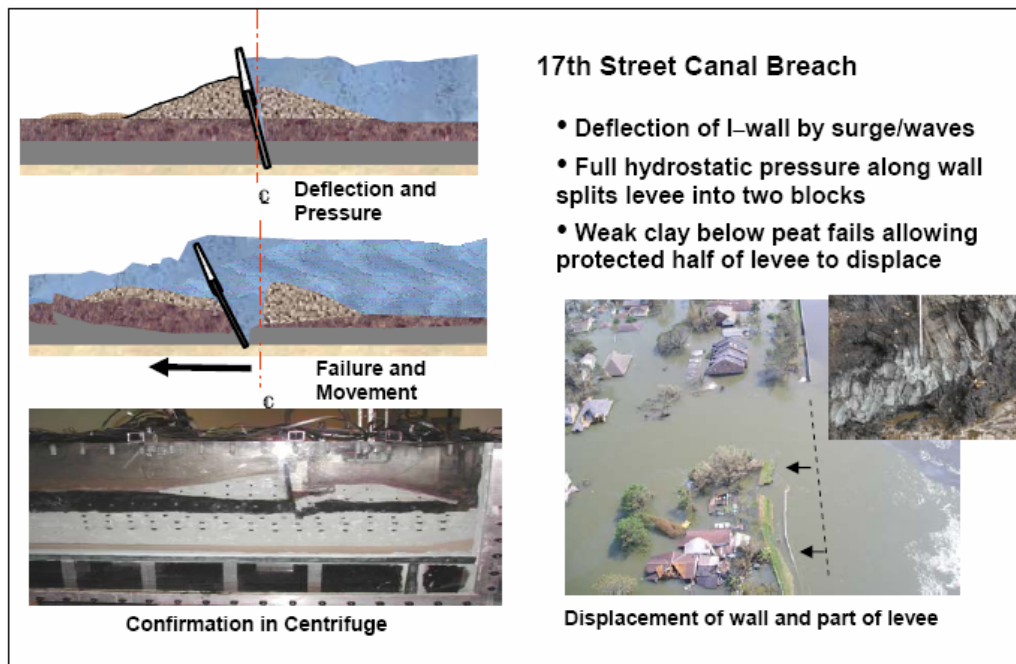 17th Street Canal Breach
• Deflection of I–wall by surge/waves
• Full hydrostatic pressure along wall
splits levee into two blocks
• Weak clay below peat fails allowing
protected half of levee to displace
℄
Deflection and
Pressure
Failure and
Movement
℄
Confirmation in Centrifuge
Displacement of wall and part of levee